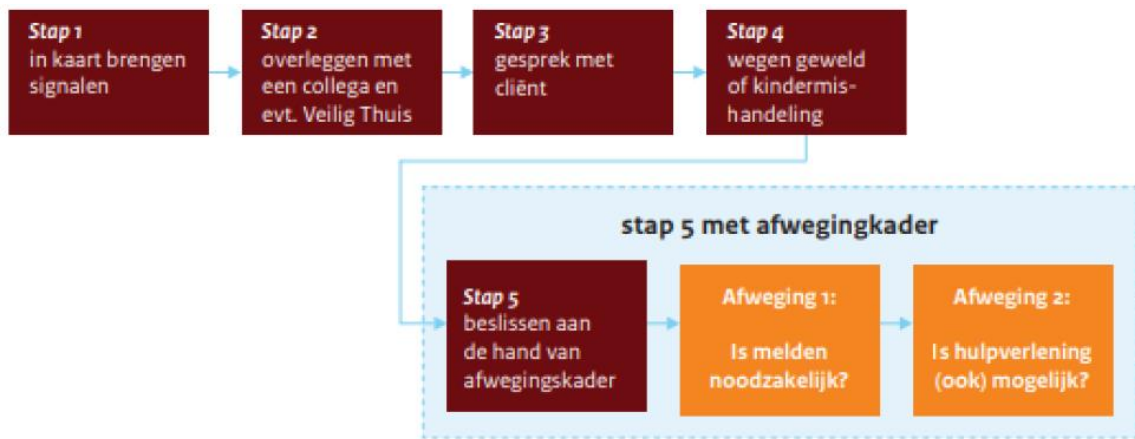 Stap 1
in kaart brengen
signalen
Stap 2
overleggen met
een collega en
evt. Veilig Thuis
Stap 3
gesprek met
cliënt
Stap 4
wegen geweld
of kindermis-
handeling
stap 5 met afwegingkader
Stap 5
beslissen aan
de hand van
afwegingskader
Afweging 1:
Is melden
noodzakelijk?
Afweging 2:
Is hulpverlening
(ook) mogelijk?